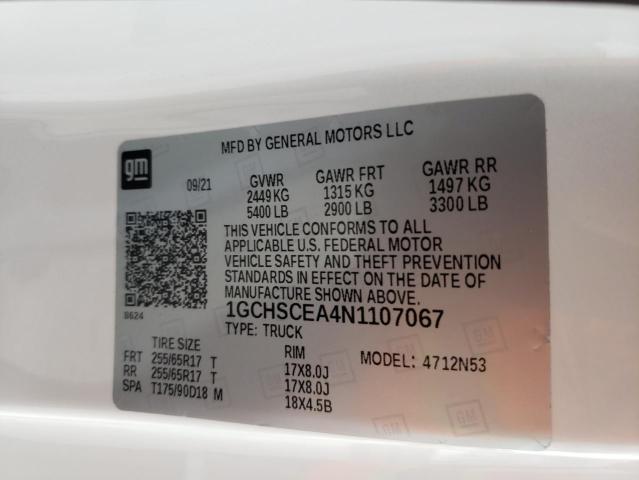 gm
MFD BY GENERAL MOTORS LLC
09/21 GVWR GAWR FRT GAWR RR
2449 KG 1315 KG 1497 KG
5400 LB 2900 LB 3300 LB
THIS VEHICLE CONFORMS TO ALL
APPLICABLE U.S. FEDERAL MOTOR
VEHICLE SAFETY AND THEFT PREVENTION
STANDARDS IN EFFECT ON THE DATE OF
MANUFACTURE SHOWN ABOVE.
8624
1GCHSCEA4N1107067
TYPE: TRUCK
TIRE SIZE RIM MODEL: 4712N53
FRT 255/65R17 T 17X8.0J
RR 255/65R17 T 17X8.0J
SPA T175/90D18 M 18X4.5B
GM
GM